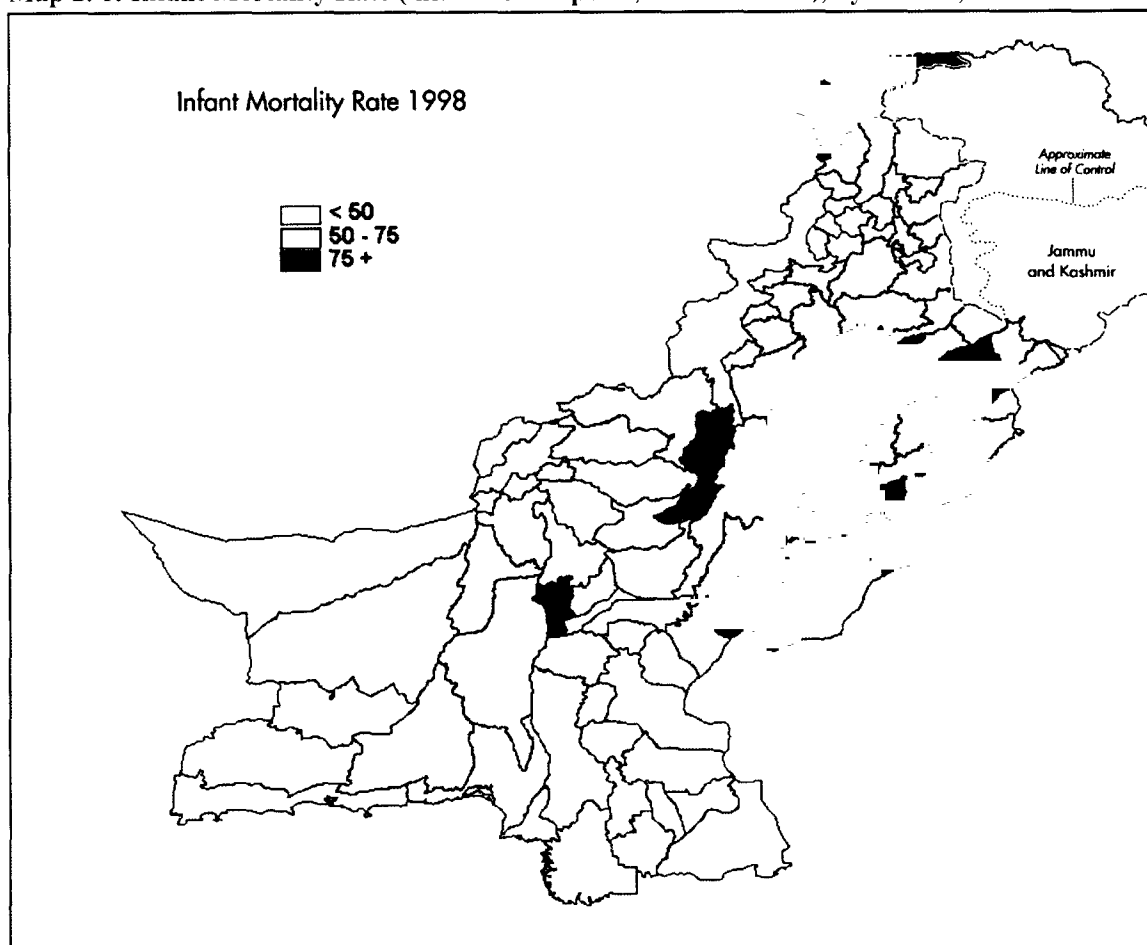 Infant Mortality Rate 1998
< 50
50 - 75
75 +
Approximate
Line of Control
Jammu
and Kashmir